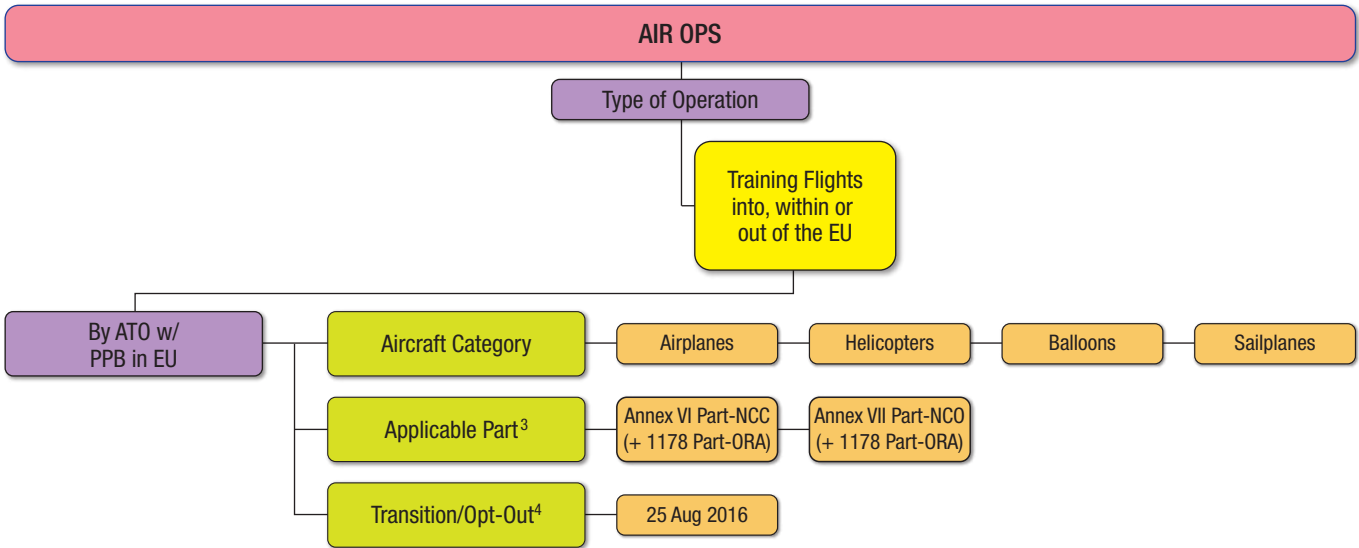 AIR OPS
Type of Operation
Training Flights
into, within or
out of the EU
By ATO w/
PPB in EU
Aircraft Category
Airplanes
Helicopters
Balloons
Sailplanes
Applicable Part³
Annex VI Part-NCC
(+ 1178 Part-ORA)
Annex VII Part-NCO
(+ 1178 Part-ORA)
Transition/Opt-Out⁴
25 Aug 2016